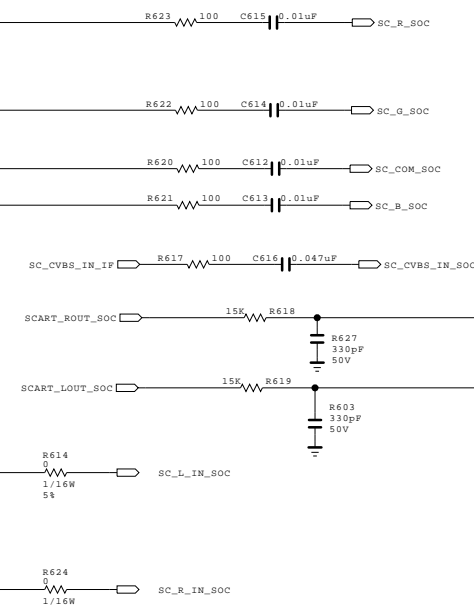 R623 100 C615 0.01uF SC_R_SOC
R622 100 C614 0.01uF SC_G_SOC
R620 100 C612 0.01uF SC_COM_SOC
R621 100 C613 0.01uF SC_B_SOC
SC_CVBS_IN_IF R617 100 C616 0.047uF SC_CVBS_IN_SOC
SCART_ROUT_SOC 15K R618
R627
330pF
50V
SCART_LOUT_SOC 15K R619
R603
330pF
50V
R614
0
SC_L_IN_SOC
1/16W
5%
R624
0
SC_R_IN_SOC
1/16W